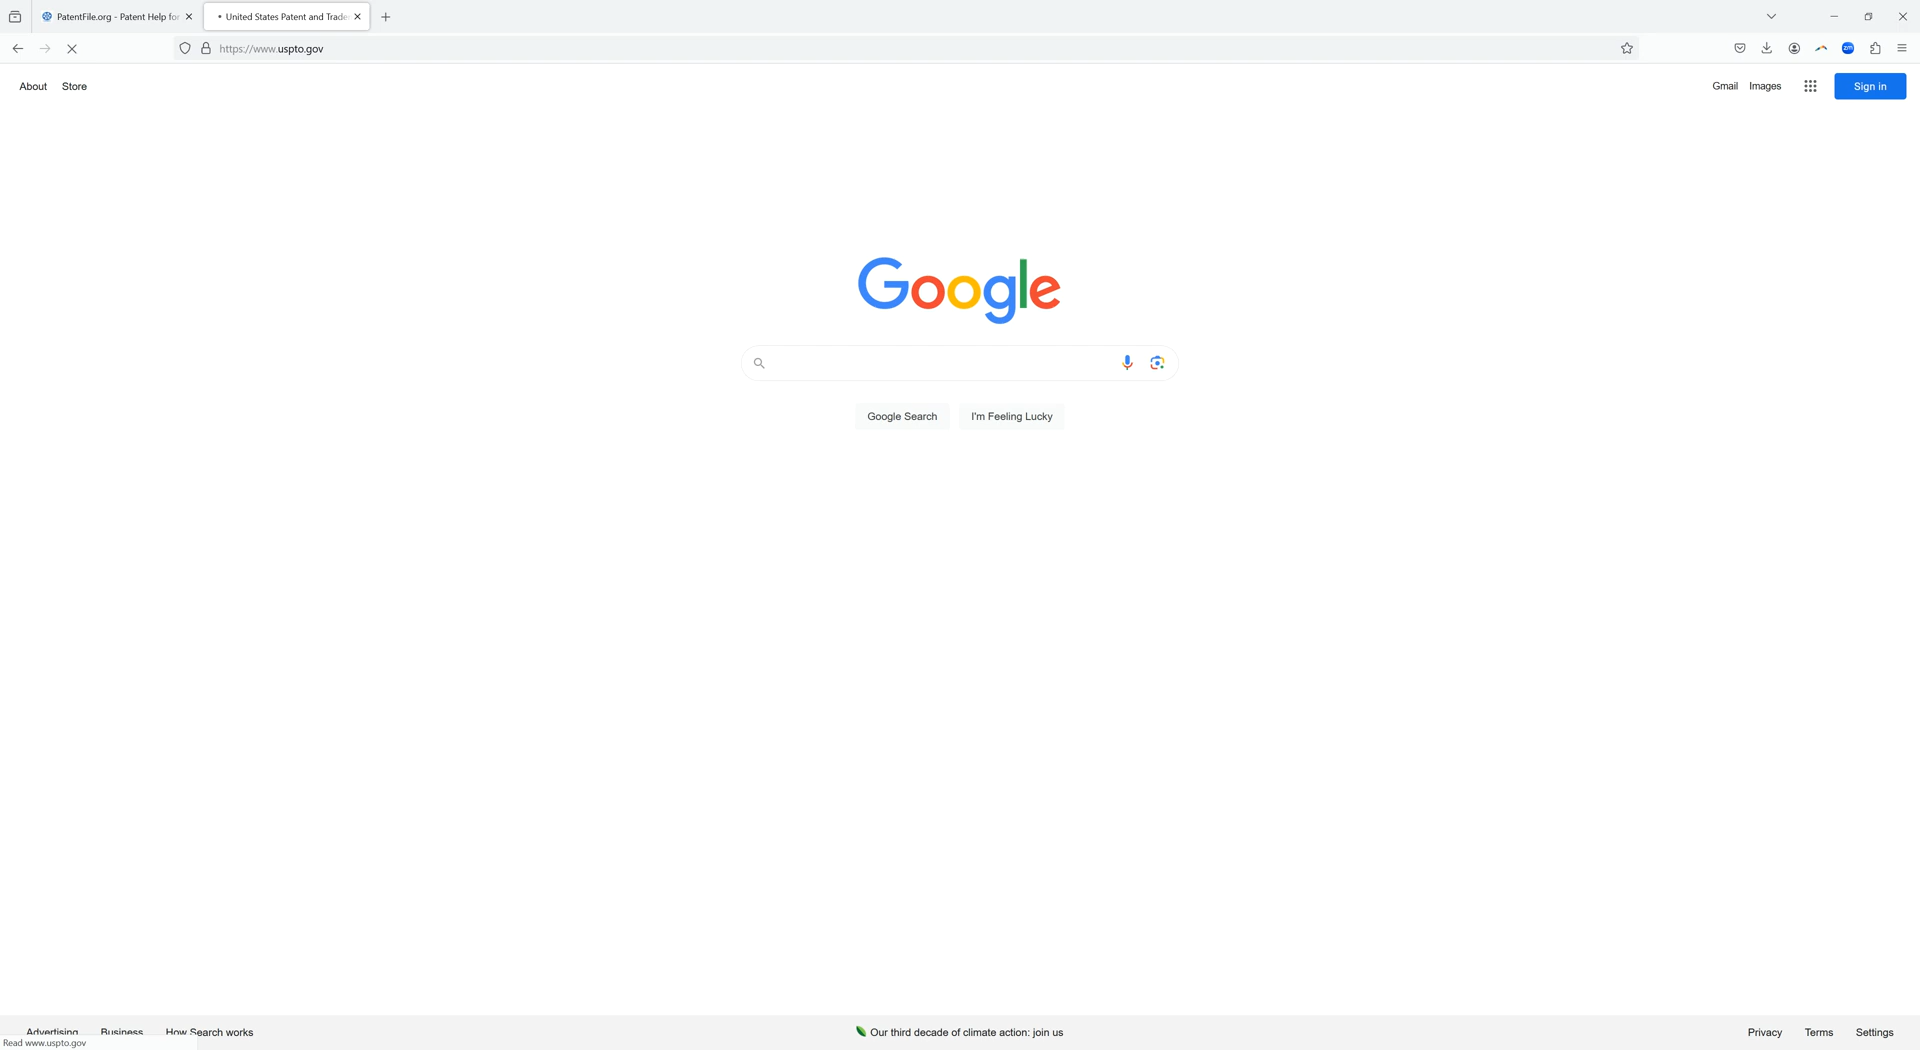 PatentFile.org - Patent Help for
United States Patent and Trade
https://www.uspto.gov
zm
About Store
Gmail Images Sign in
Google
Google Search I'm Feeling Lucky
Advertising Business How Search works
Our third decade of climate action: join us
Privacy Terms Settings
Read www.uspto.gov